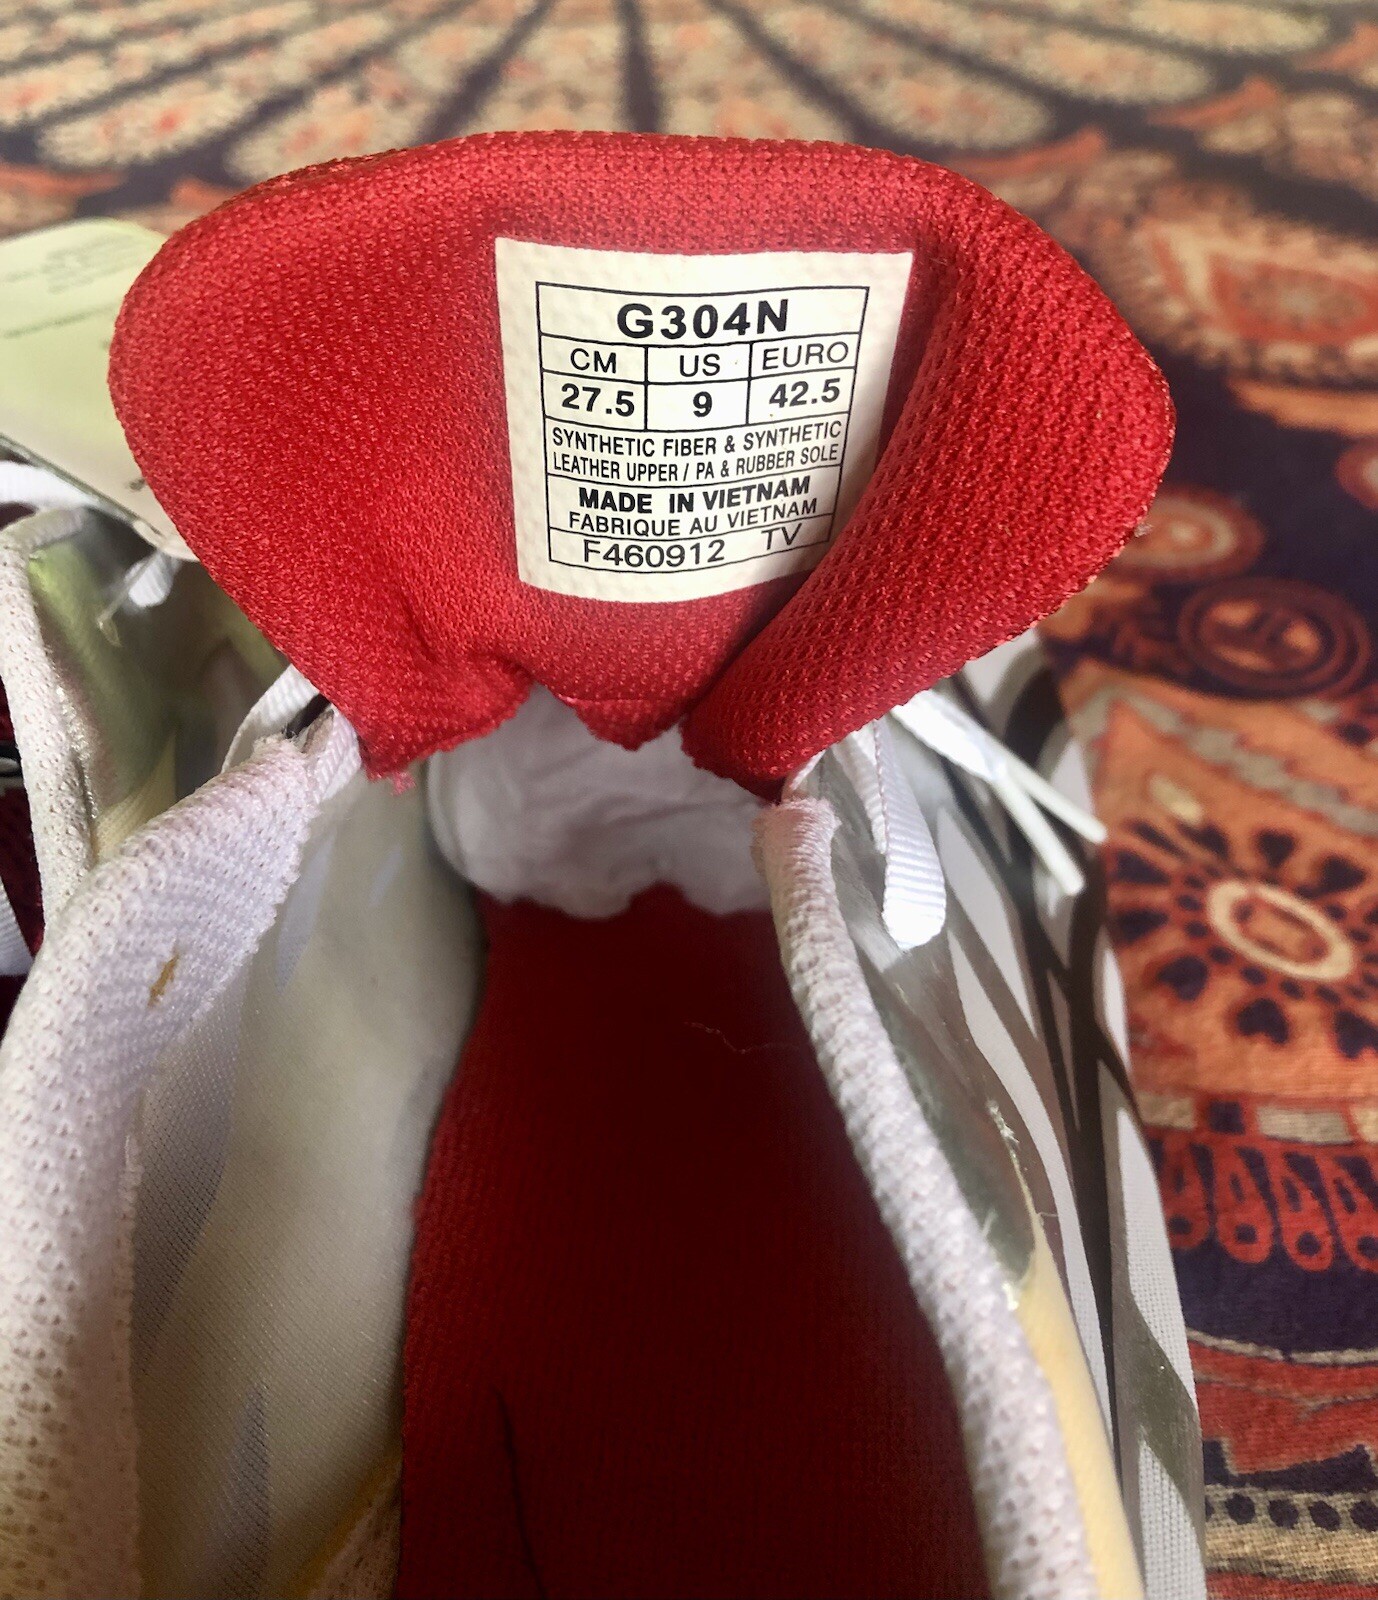 G304N
CM US EURO
27.5 9 42.5
SYNTHETIC FIBER & SYNTHETIC
LEATHER UPPER / PA & RUBBER SOLE
MADE IN VIETNAM
FABRIQUE AU VIETNAM
F460912 TV